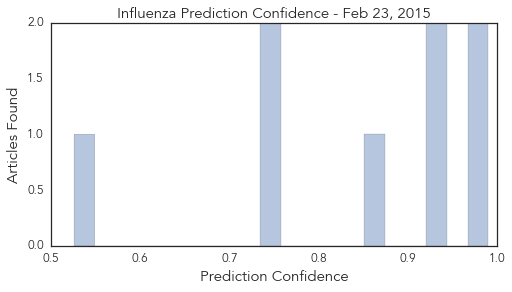 Influenza Prediction Confidence - Feb 23, 2015
2.0
1.5
1.0
0.5
0.0
Articles Found
0.5 0.6 0.7 0.8 0.9 1.0
Prediction Confidence